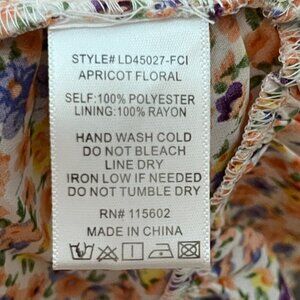 STYLE# LD45027-FCI
APRICOT FLORAL
SELF:100% POLYESTER
LINING:100% RAYON
HAND WASH COLD
DO NOT BLEACH
LINE DRY
IRON LOW IF NEEDED
DO NOT TUMBLE DRY
RN# 115602
MADE IN CHINA